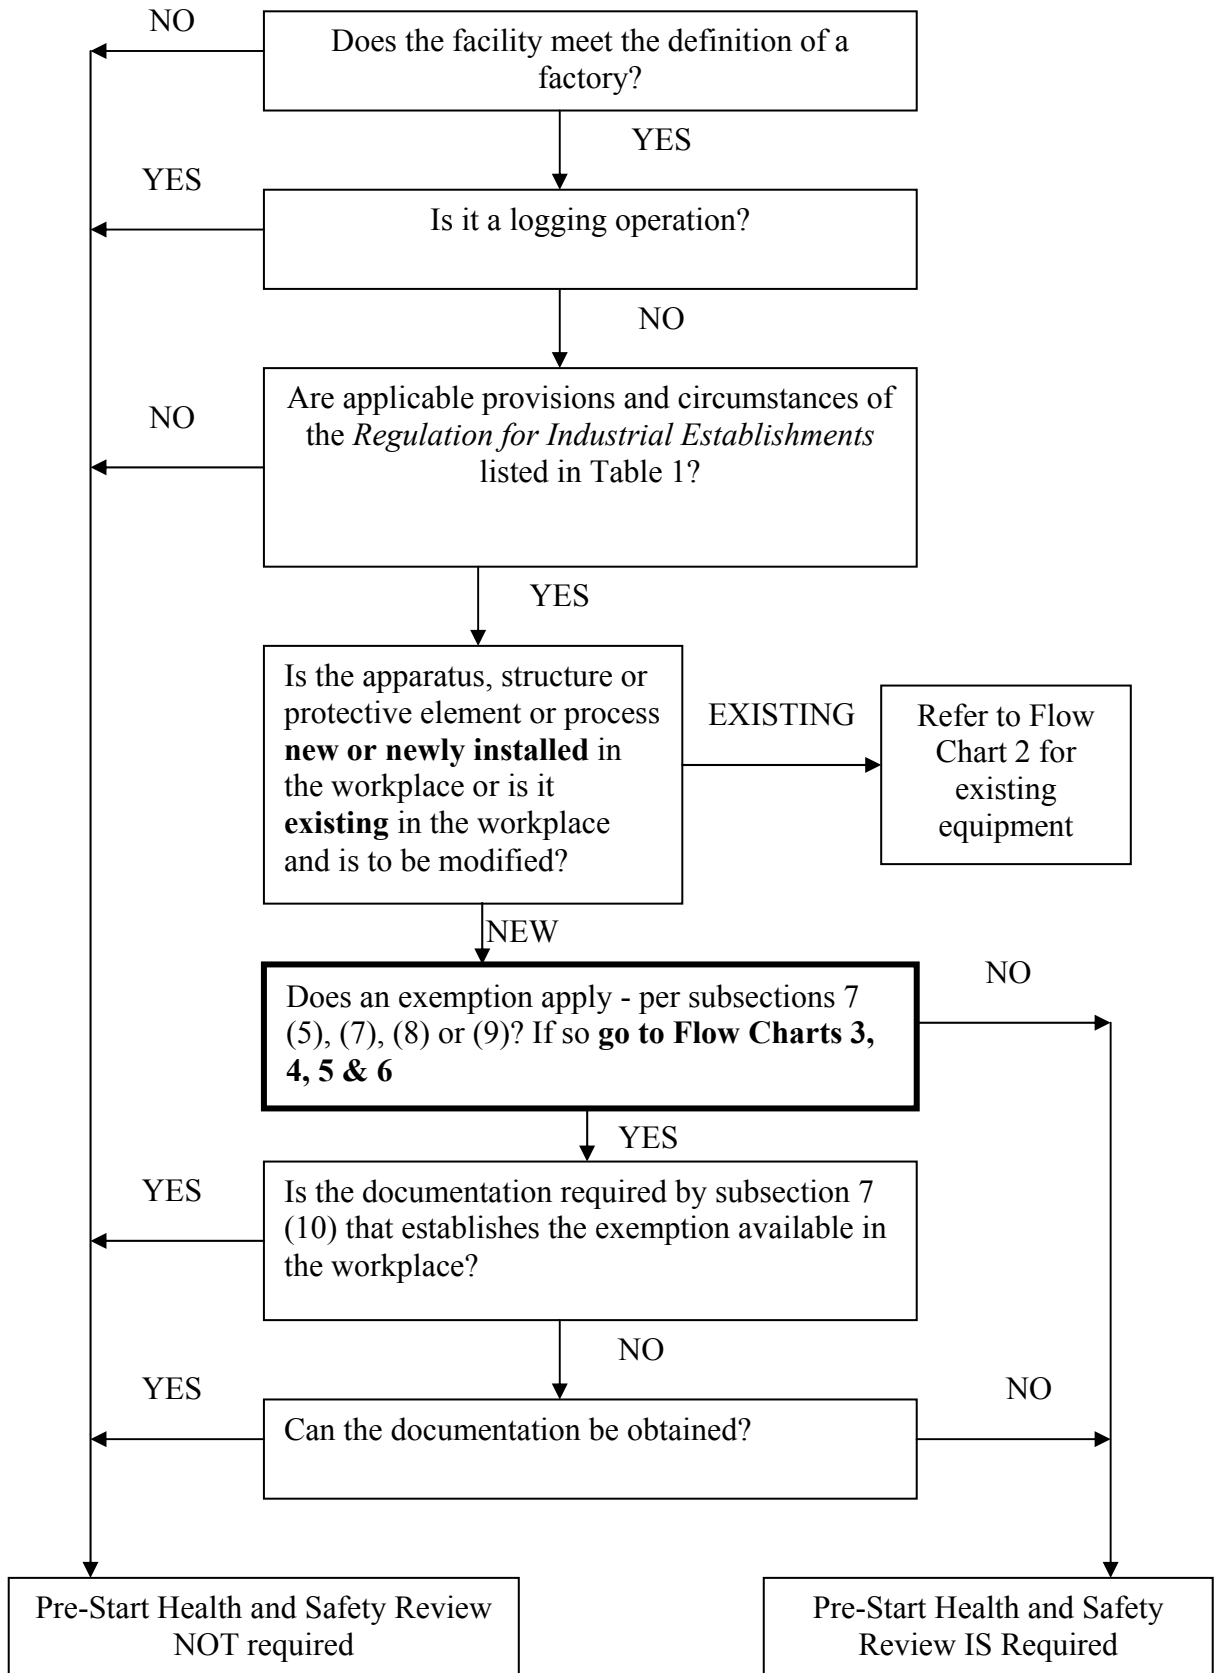 NO
Does the facility meet the definition of a
factory?
YES
YES
Is it a logging operation?
NO
NO
Are applicable provisions and circumstances of
the Regulation for Industrial Establishments
listed in Table 1?
YES
Is the apparatus, structure or
protective element or process
new or newly installed in
the workplace or is it
existing in the workplace
and is to be modified?
EXISTING
Refer to Flow
Chart 2 for
existing
equipment
NEW
Does an exemption apply - per subsections 7
(5), (7), (8) or (9)? If so go to Flow Charts 3,
4, 5 & 6
NO
YES
YES
Is the documentation required by subsection 7
(10) that establishes the exemption available in
the workplace?
NO
YES
Can the documentation be obtained?
NO
Pre-Start Health and Safety Review
NOT required
Pre-Start Health and Safety
Review IS Required